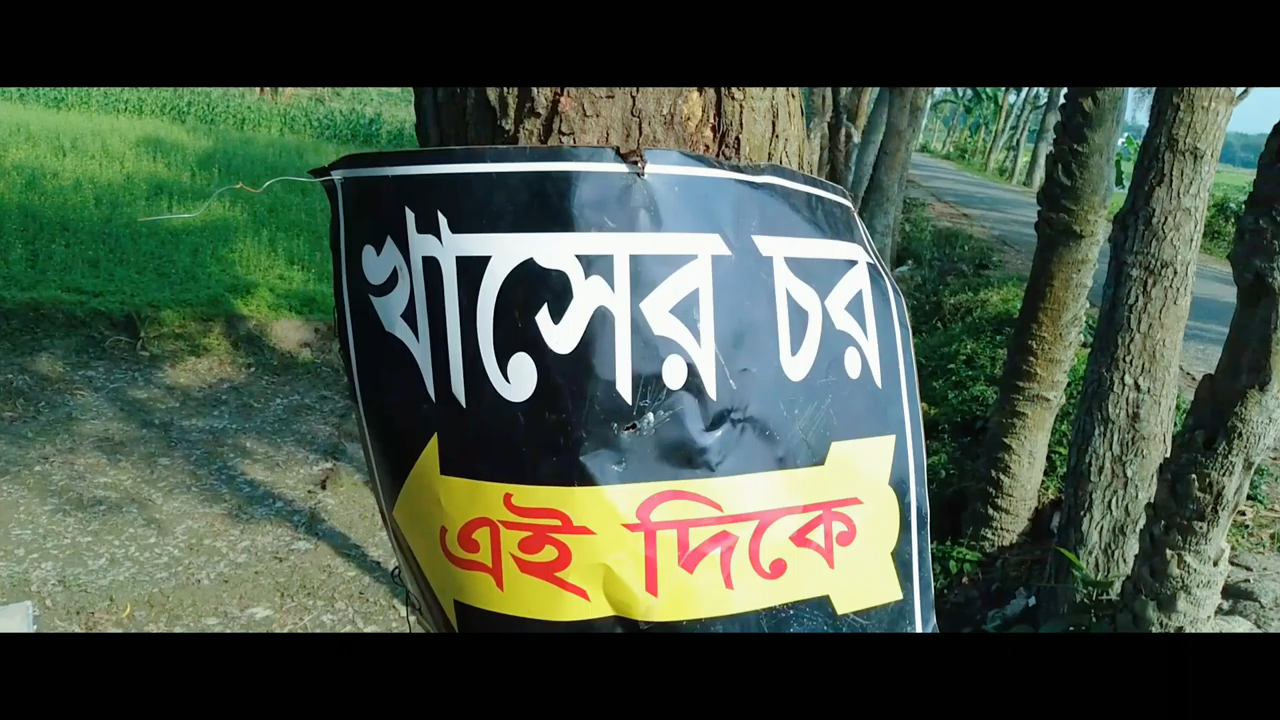 খাসের চর
এই দিকে